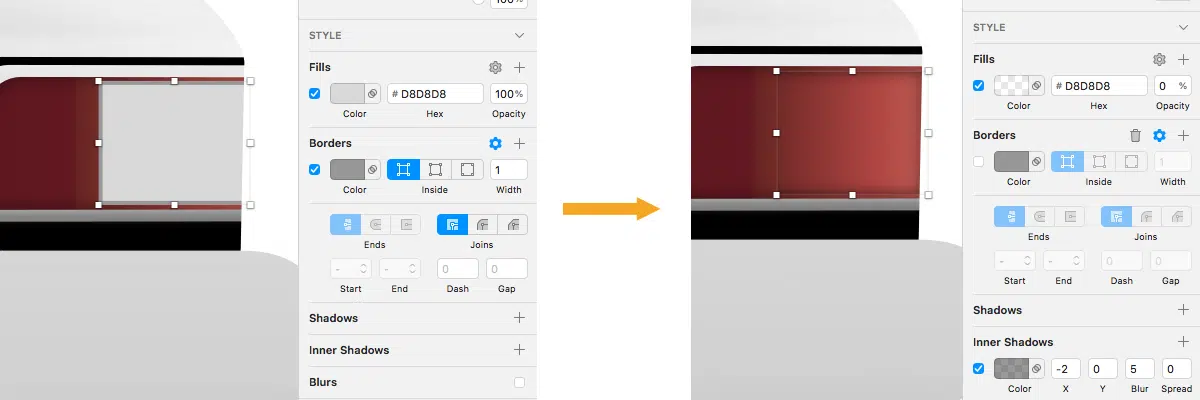 100%
STYLE
Fills
# D8D8D8
100%
Color
Hex
Opacity
Borders
1
Color
Inside
Width
Ends
Joins
-
-
0
0
Start
End
Dash
Gap
Shadows
Inner Shadows
Blurs
STYLE
Fills
# D8D8D8
0 %
Color
Hex
Opacity
Borders
1
Color
Inside
Width
Ends
Joins
-
-
0
0
Start
End
Dash
Gap
Shadows
Inner Shadows
-2
0
5
0
Color
X
Y
Blur
Spread